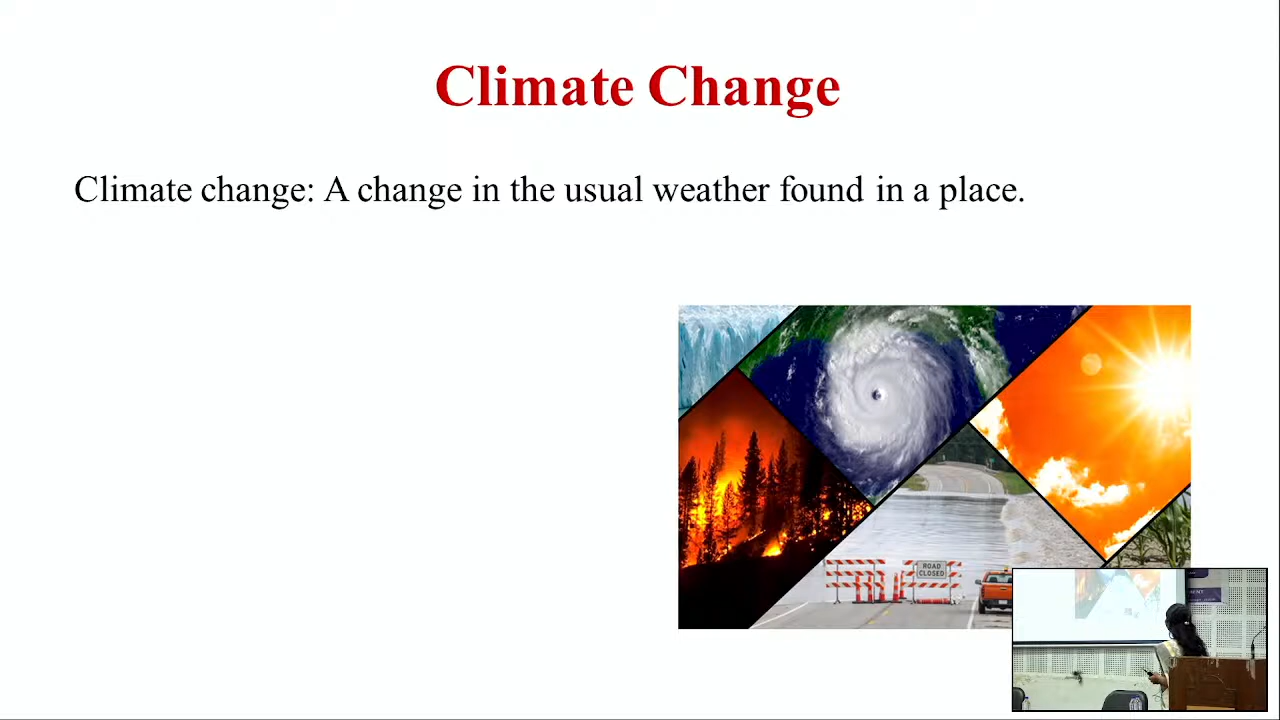 Climate Change
Climate change: A change in the usual weather found in a place.
ROAD
CLOSED